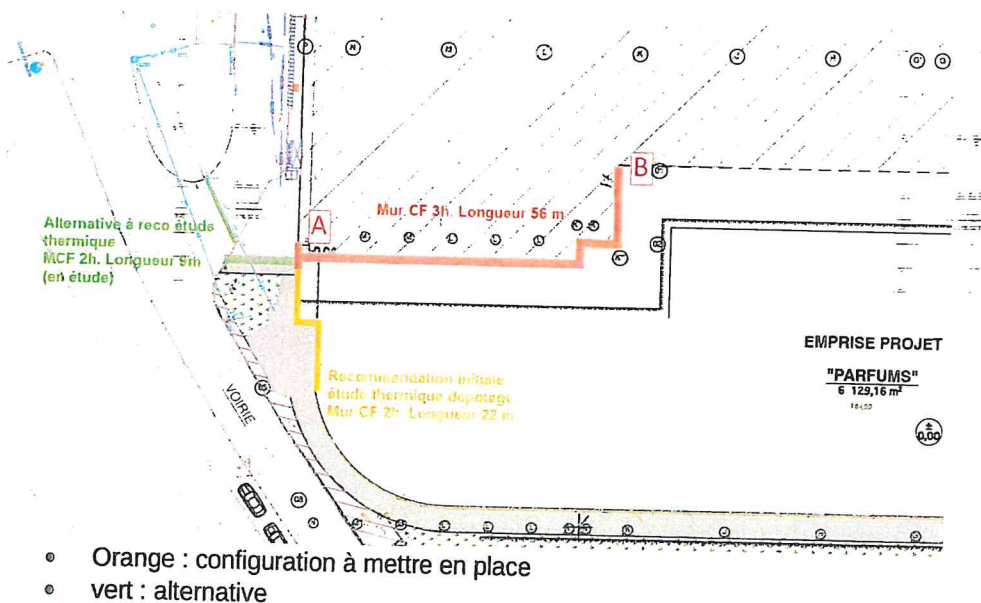 A
B
Mur CF 3h. Longueur 56 m
Alternative à reco étude
thermique
MCF 2h. Longueur 9m
(en étude)
EMPRISE PROJET
"PARFUMS"
6 129,16 m²
±
0,00
Recommandation initiale
étude thermique depotage
Mur CF 2h. Longueur 22 m
VOIRIE
Orange : configuration à mettre en place
vert : alternative